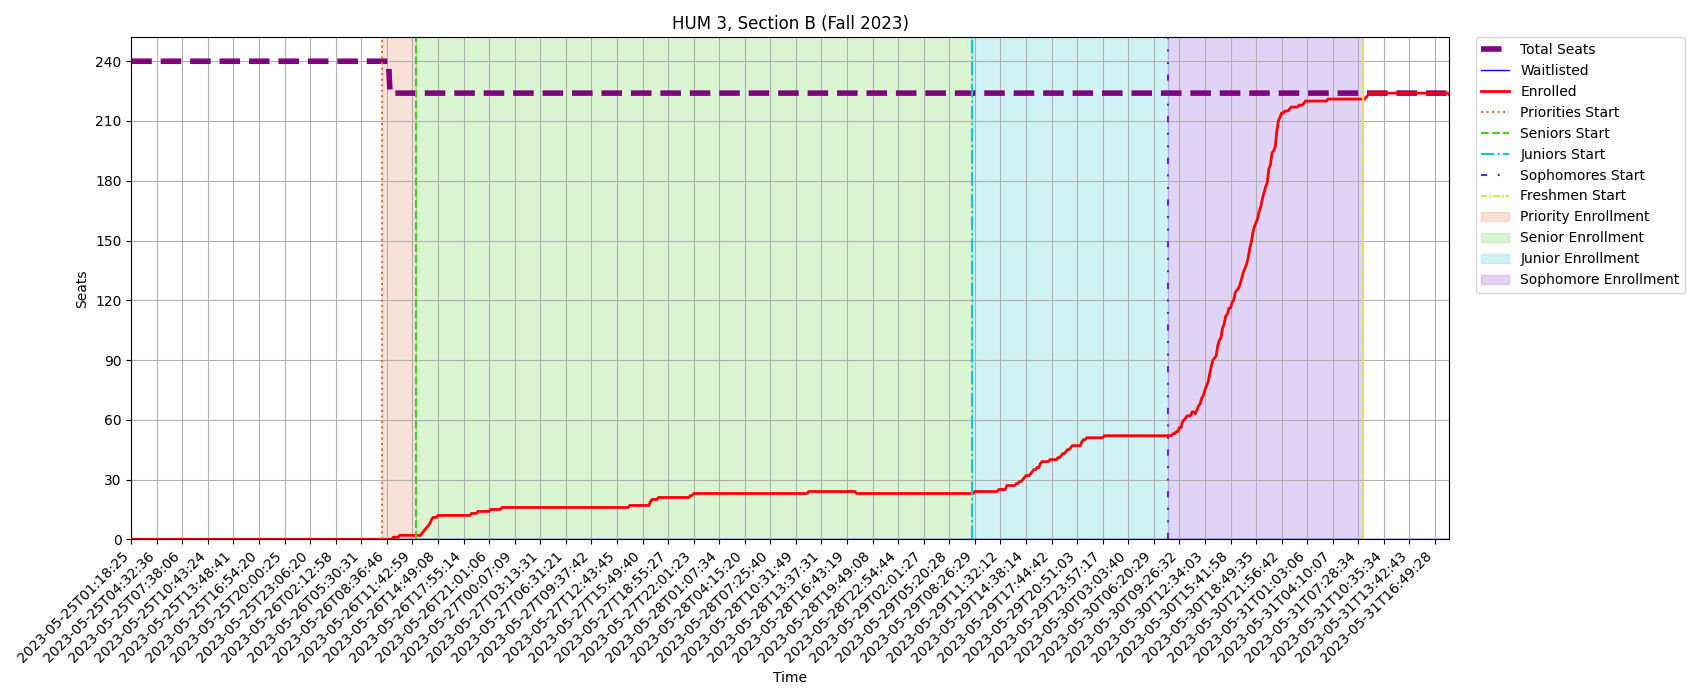 HUM 3, Section B (Fall 2023)
Seats
240
210
180
150
120
90
60
30
0
2023-05-25T01:18:25
2023-05-25T04:32:36
2023-05-25T07:38:06
2023-05-25T10:43:24
2023-05-25T13:48:41
2023-05-25T16:54:20
2023-05-25T20:00:25
2023-05-25T23:06:20
2023-05-26T02:12:58
2023-05-26T05:30:31
2023-05-26T08:36:46
2023-05-26T11:42:59
2023-05-26T14:49:08
2023-05-26T17:55:14
2023-05-26T21:01:06
2023-05-27T00:07:09
2023-05-27T03:13:31
2023-05-27T06:31:21
2023-05-27T09:37:42
2023-05-27T12:43:45
2023-05-27T15:49:40
2023-05-27T18:55:27
2023-05-27T22:01:23
2023-05-28T01:07:34
2023-05-28T04:15:20
2023-05-28T07:25:40
2023-05-28T10:31:49
2023-05-28T13:37:31
2023-05-28T16:43:19
2023-05-28T19:49:08
2023-05-28T22:54:44
2023-05-29T02:01:27
2023-05-29T05:20:28
2023-05-29T08:26:29
2023-05-29T11:32:12
2023-05-29T14:38:14
2023-05-29T17:44:42
2023-05-29T20:51:03
2023-05-29T23:57:17
2023-05-30T03:03:40
2023-05-30T06:20:29
2023-05-30T09:26:32
2023-05-30T12:34:03
2023-05-30T15:41:58
2023-05-30T18:49:35
2023-05-30T21:56:42
2023-05-31T01:03:06
2023-05-31T04:10:07
2023-05-31T07:28:34
2023-05-31T10:35:34
2023-05-31T13:42:43
2023-05-31T16:49:28
Time
Total Seats
Waitlisted
Enrolled
Priorities Start
Seniors Start
Juniors Start
Sophomores Start
Freshmen Start
Priority Enrollment
Senior Enrollment
Junior Enrollment
Sophomore Enrollment